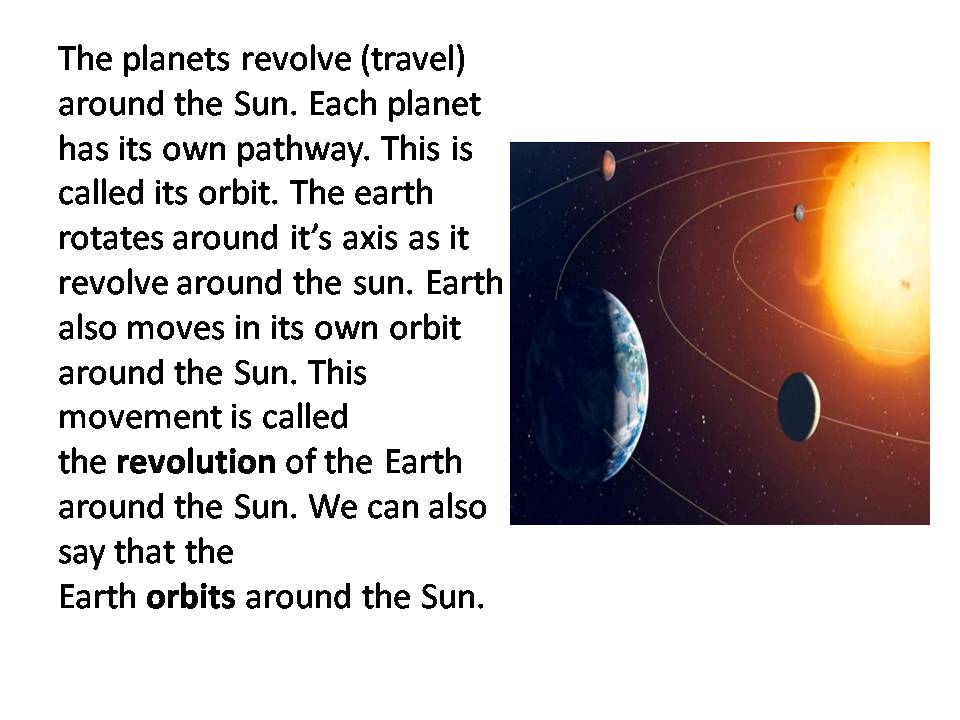 The planets revolve (travel)
around the Sun. Each planet
has its own pathway. This is
called its orbit. The earth
rotates around it’s axis as it
revolve around the sun. Earth
also moves in its own orbit
around the Sun. This
movement is called
the revolution of the Earth
around the Sun. We can also
say that the
Earth orbits around the Sun.